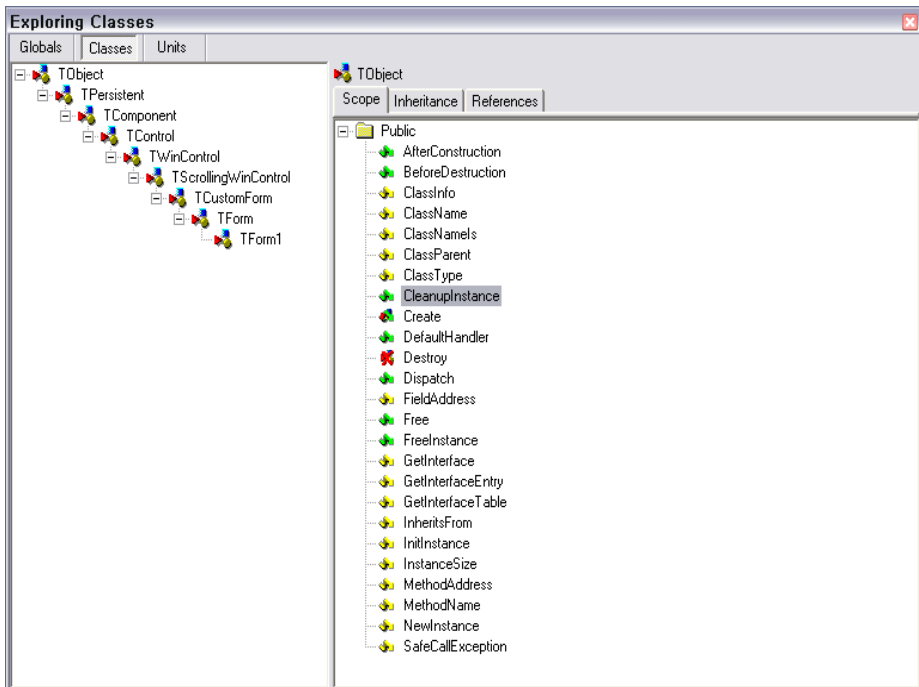 Exploring Classes
Globals Classes Units
TObject
TPersistent
TComponent
TControl
TWinControl
TScrollingWinControl
TCustomForm
TForm
TForm1
TObject
Scope Inheritance References
Public
AfterConstruction
BeforeDestruction
ClassInfo
ClassName
ClassNameIs
ClassParent
ClassType
CleanupInstance
Create
DefaultHandler
Destroy
Dispatch
FieldAddress
Free
FreeInstance
GetInterface
GetInterfaceEntry
GetInterfaceTable
InheritsFrom
InitInstance
InstanceSize
MethodAddress
MethodName
NewInstance
SafeCallException